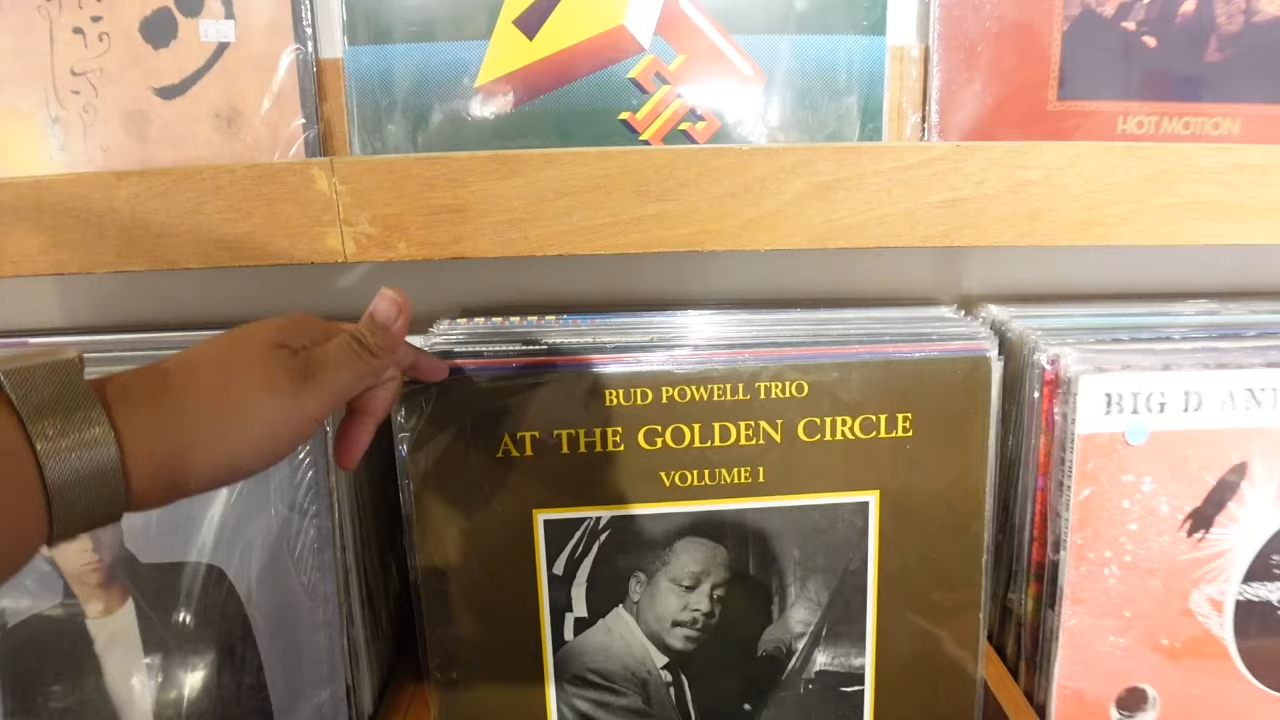 HOT MOTION
BUD POWELL TRIO
AT THE GOLDEN CIRCLE
VOLUME 1
BIG D AN